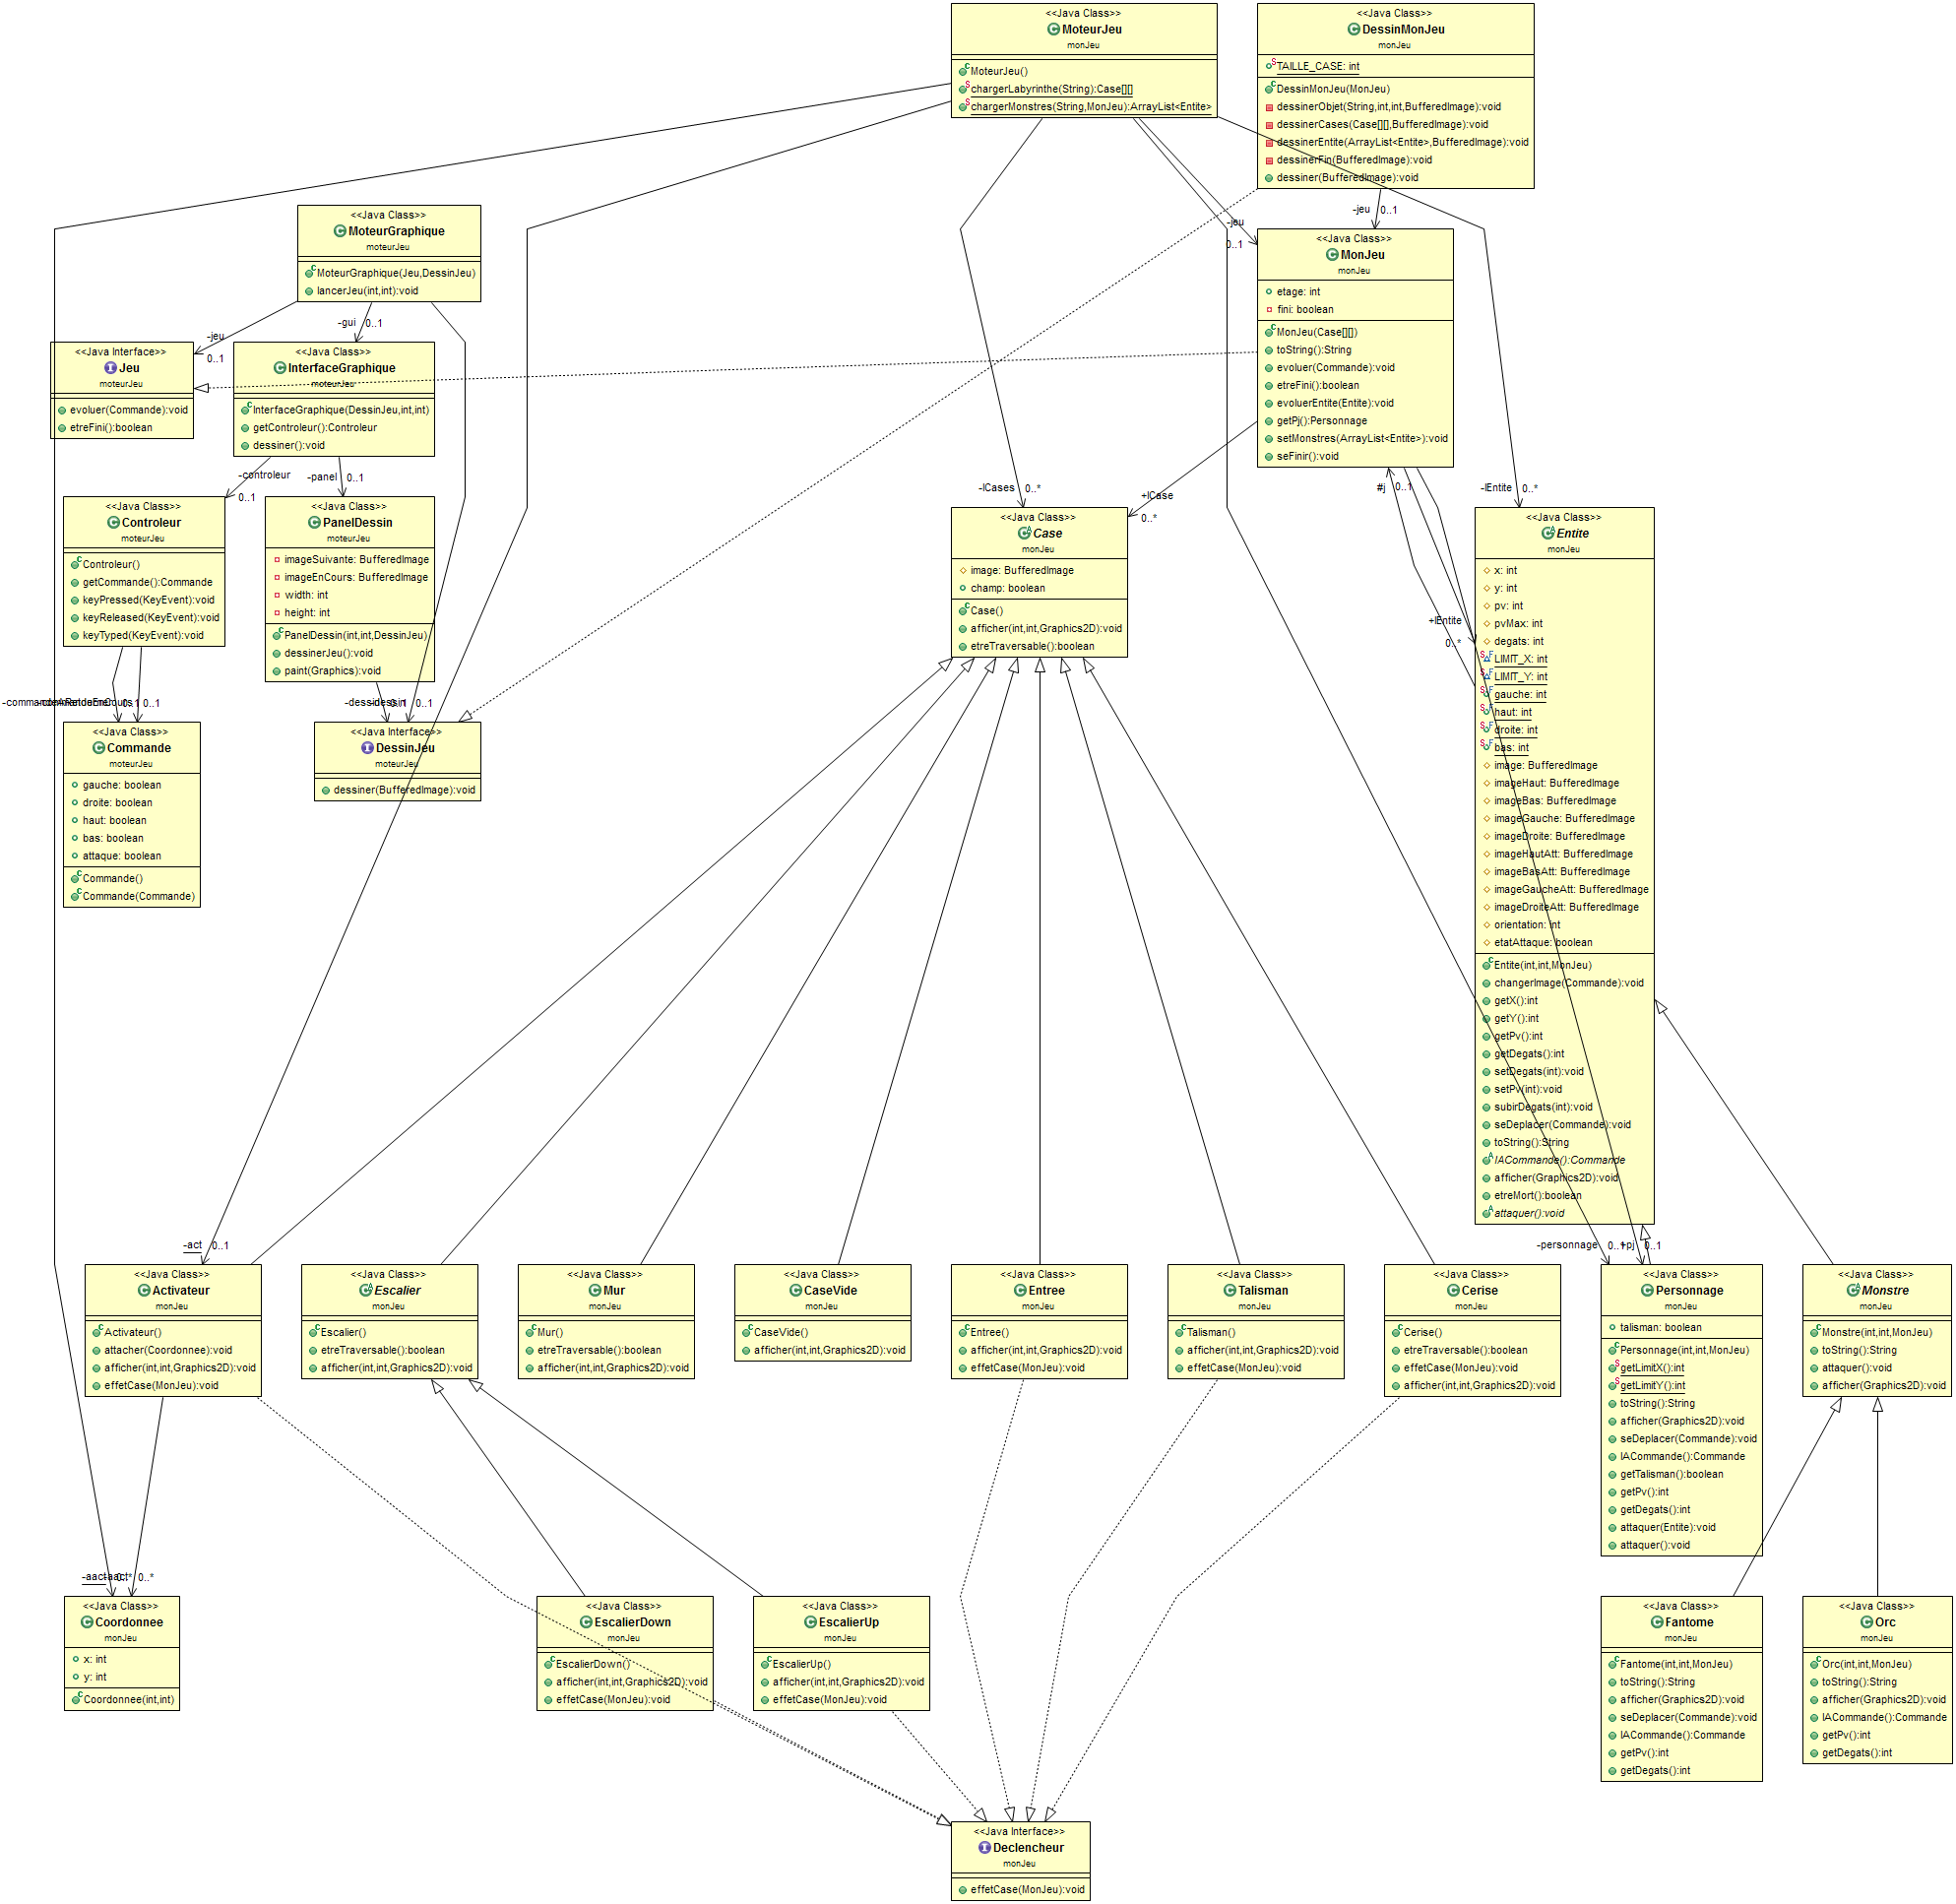 <<Java Class>>
MoteurJeu
monJeu
MoteurJeu()
chargerLabyrinthe(String):Case[][]
chargerMonstres(String,MonJeu):ArrayList<Entite>
<<Java Class>>
DessinMonJeu
monJeu
TAILLE_CASE: int
DessinMonJeu(MonJeu)
dessinerObjet(String,int,int,BufferedImage):void
dessinerCases(Case[][],BufferedImage):void
dessinerEntite(ArrayList<Entite>,BufferedImage):void
dessinerFin(BufferedImage):void
dessiner(BufferedImage):void
<<Java Class>>
MoteurGraphique
moteurJeu
MoteurGraphique(Jeu,DessinJeu)
lancerJeu(int,int):void
-jeu
0..1
-gui 0..1
-jeu
0..1
-jeu 0..1
<<Java Class>>
MonJeu
monJeu
etage: int
fini: boolean
MonJeu(Case[][])
toString():String
evoluer(Commande):void
etreFini():boolean
evoluerEntite(Entite):void
getPj():Personnage
setMonstres(ArrayList<Entite>):void
seFinir():void
<<Java Interface>>
Jeu
moteurJeu
evoluer(Commande):void
etreFini():boolean
<<Java Class>>
InterfaceGraphique
moteurJeu
InterfaceGraphique(DessinJeu,int,int)
getControleur():Controleur
dessiner():void
-controleur
0..1
-panel 0..1
<<Java Class>>
Controleur
moteurJeu
Controleur()
getCommande():Commande
keyPressed(KeyEvent):void
keyReleased(KeyEvent):void
keyTyped(KeyEvent):void
<<Java Class>>
PanelDessin
moteurJeu
imageSuivante: BufferedImage
imageEnCours: BufferedImage
width: int
height: int
PanelDessin(int,int,DessinJeu)
dessinerJeu():void
paint(Graphics):void
0..1
-dessin
0..1
<<Java Class>>
Commande
moteurJeu
gauche: boolean
droite: boolean
haut: boolean
bas: boolean
attaque: boolean
Commande()
Commande(Commande)
<<Java Interface>>
DessinJeu
moteurJeu
dessiner(BufferedImage):void
-lCases 0..*
+lCase
0..*
#j 0..1
-lEntite 0..*
+lEntite
0..*
<<Java Class>>
Case
monJeu
image: BufferedImage
champ: boolean
Case()
afficher(int,int,Graphics2D):void
etreTraversable():boolean
<<Java Class>>
Entite
monJeu
x: int
y: int
pv: int
pvMax: int
degats: int
LIMIT_X: int
LIMIT_Y: int
gauche: int
haut: int
droite: int
bas: int
image: BufferedImage
imageHaut: BufferedImage
imageBas: BufferedImage
imageGauche: BufferedImage
imageDroite: BufferedImage
imageHautAtt: BufferedImage
imageBasAtt: BufferedImage
imageGaucheAtt: BufferedImage
imageDroiteAtt: BufferedImage
orientation: int
etatAttaque: boolean
Entite(int,int,MonJeu)
changerImage(Commande):void
getX():int
getY():int
getPv():int
getDegats():int
setDegats(int):void
setPv(int):void
subirDegats(int):void
seDeplacer(Commande):void
toString():String
IACommande():Commande
afficher(Graphics2D):void
etreMort():boolean
attaquer():void
-act 0..1
-personnage 0..1
+pj 0..1
<<Java Class>>
Activateur
monJeu
Activateur()
attacher(Coordonnee):void
afficher(int,int,Graphics2D):void
effetCase(MonJeu):void
<<Java Class>>
Escalier
monJeu
Escalier()
etreTraversable():boolean
afficher(int,int,Graphics2D):void
<<Java Class>>
Mur
monJeu
Mur()
etreTraversable():boolean
afficher(int,int,Graphics2D):void
<<Java Class>>
CaseVide
monJeu
CaseVide()
afficher(int,int,Graphics2D):void
<<Java Class>>
Entree
monJeu
Entree()
afficher(int,int,Graphics2D):void
effetCase(MonJeu):void
<<Java Class>>
Talisman
monJeu
Talisman()
afficher(int,int,Graphics2D):void
effetCase(MonJeu):void
<<Java Class>>
Cerise
monJeu
Cerise()
etreTraversable():boolean
effetCase(MonJeu):void
afficher(int,int,Graphics2D):void
<<Java Class>>
Personnage
monJeu
talisman: boolean
Personnage(int,int,MonJeu)
getLimitX():int
getLimitY():int
toString():String
afficher(Graphics2D):void
seDeplacer(Commande):void
IACommande():Commande
getTalisman():boolean
getPv():int
getDegats():int
attaquer(Entite):void
attaquer():void
<<Java Class>>
Monstre
monJeu
Monstre(int,int,MonJeu)
toString():String
attaquer():void
afficher(Graphics2D):void
-aact
0..*
<<Java Class>>
Coordonnee
monJeu
x: int
y: int
Coordonnee(int,int)
<<Java Class>>
EscalierDown
monJeu
EscalierDown()
afficher(int,int,Graphics2D):void
effetCase(MonJeu):void
<<Java Class>>
EscalierUp
monJeu
EscalierUp()
afficher(int,int,Graphics2D):void
effetCase(MonJeu):void
<<Java Class>>
Fantome
monJeu
Fantome(int,int,MonJeu)
toString():String
afficher(Graphics2D):void
seDeplacer(Commande):void
IACommande():Commande
getPv():int
getDegats():int
<<Java Class>>
Orc
monJeu
Orc(int,int,MonJeu)
toString():String
afficher(Graphics2D):void
IACommande():Commande
getPv():int
getDegats():int
<<Java Interface>>
Declencheur
monJeu
effetCase(MonJeu):void